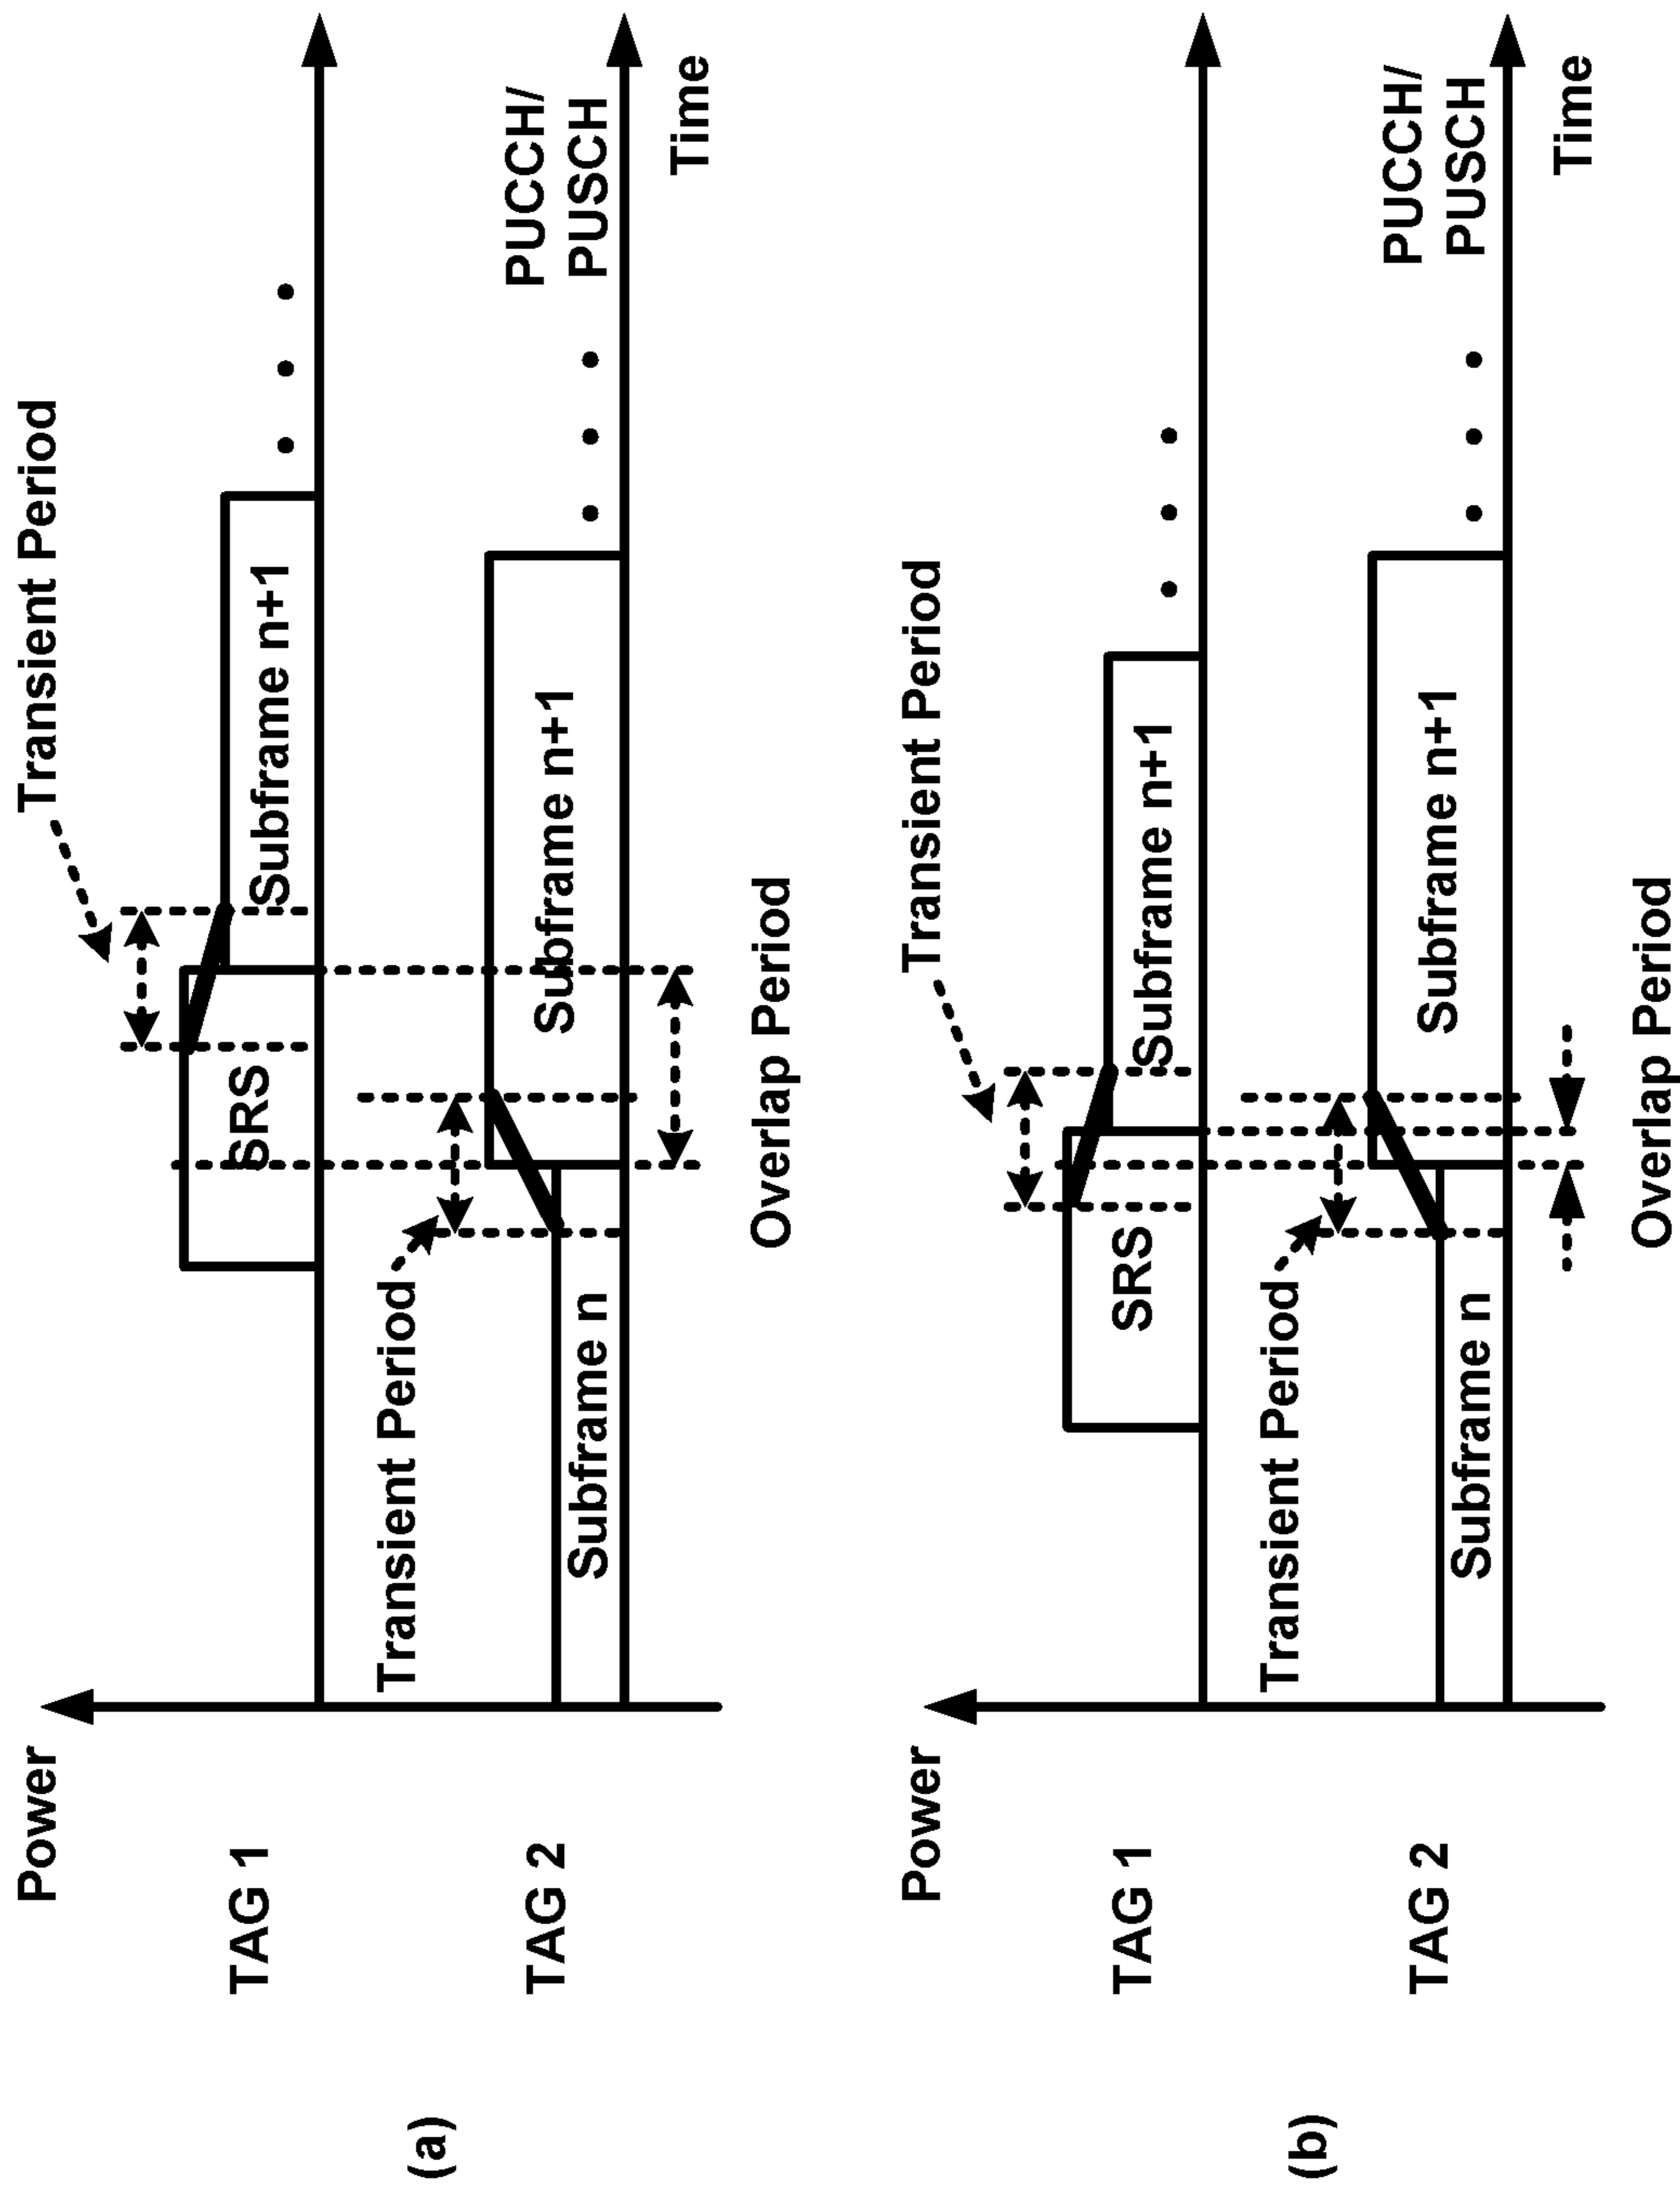 Power
Transient Period
TAG 1
SRS
Subframe n+1
Transient Period
TAG 2
Subframe n
Subframe n+1
PUCCH/
PUSCH
Time
Overlap Period
(a)
Power
Transient Period
TAG 1
SRS
Subframe n+1
Transient Period
TAG 2
Subframe n
Subframe n+1
PUCCH/
PUSCH
Time
Overlap Period
(b)